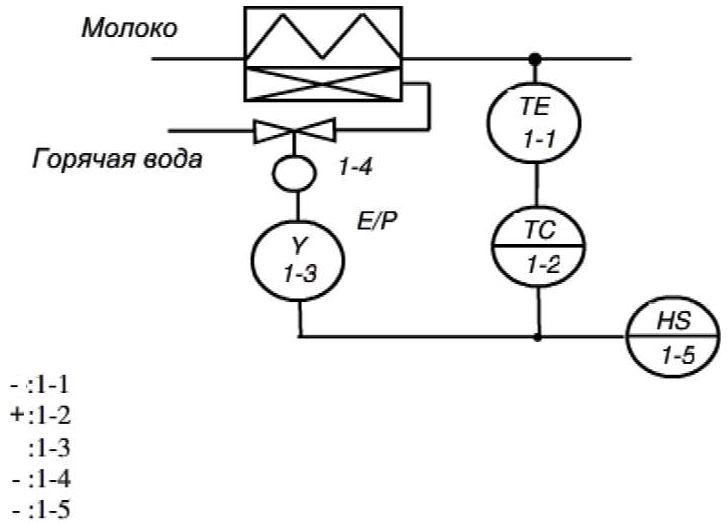 Молоко
TE
1-1
Горячая вода
1-4
E/P
TC
1-2
Y
1-3
HS
1-5
- :1-1
+:1-2
:1-3
- :1-4
- :1-5